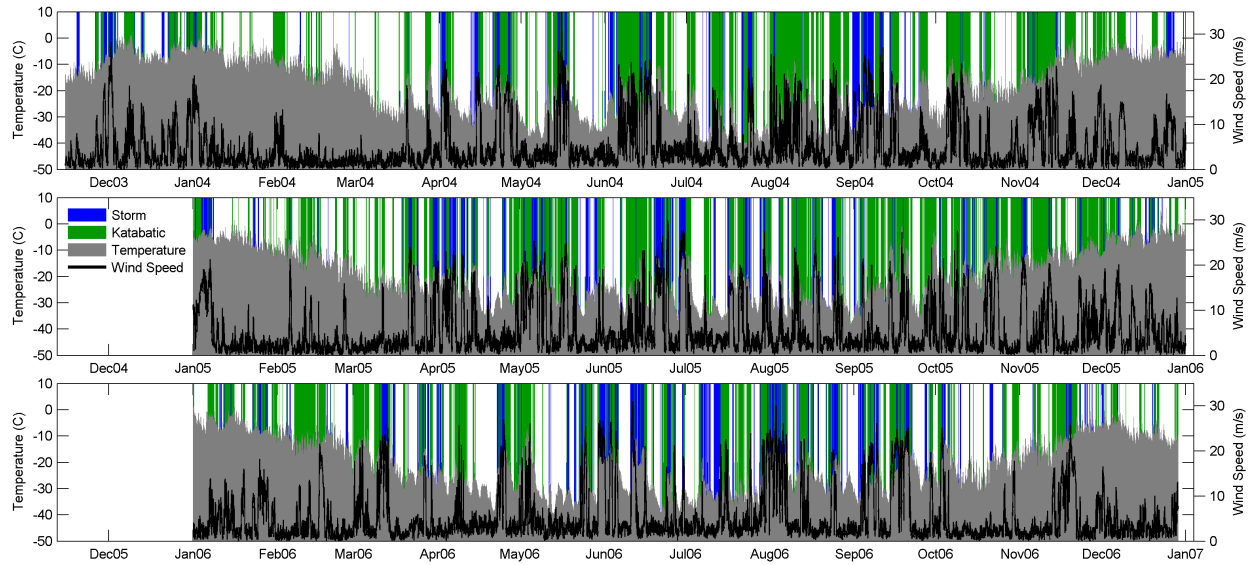 10
0
-10
-20
-30
-40
-50
Temperature (C)
30
20
10
0
Wind Speed (m/s)
Dec03 Jan04 Feb04 Mar04 Apr04 May04 Jun04 Jul04 Aug04 Sep04 Oct04 Nov04 Dec04 Jan05
10
0
-10
-20
-30
-40
-50
Temperature (C)
Storm
Katabatic
Temperature
Wind Speed
30
20
10
0
Wind Speed (m/s)
Dec04 Jan05 Feb05 Mar05 Apr05 May05 Jun05 Jul05 Aug05 Sep05 Oct05 Nov05 Dec05 Jan06
10
0
-10
-20
-30
-40
-50
Temperature (C)
30
20
10
0
Wind Speed (m/s)
Dec05 Jan06 Feb06 Mar06 Apr06 May06 Jun06 Jul06 Aug06 Sep06 Oct06 Nov06 Dec06 Jan07